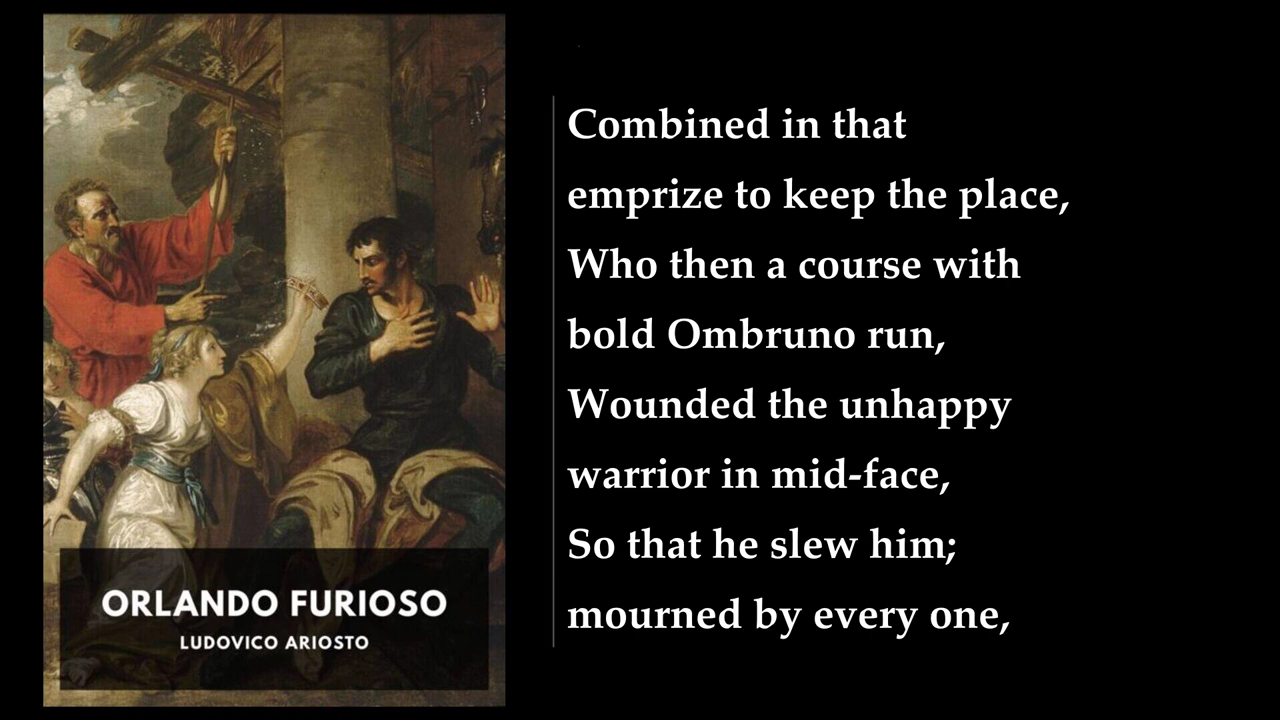 ORLANDO FURIOSO
LUDOVICO ARIOSTO
Combined in that
emprize to keep the place,
Who then a course with
bold Ombruno run,
Wounded the unhappy
warrior in mid-face,
So that he slew him;
mourned by every one,